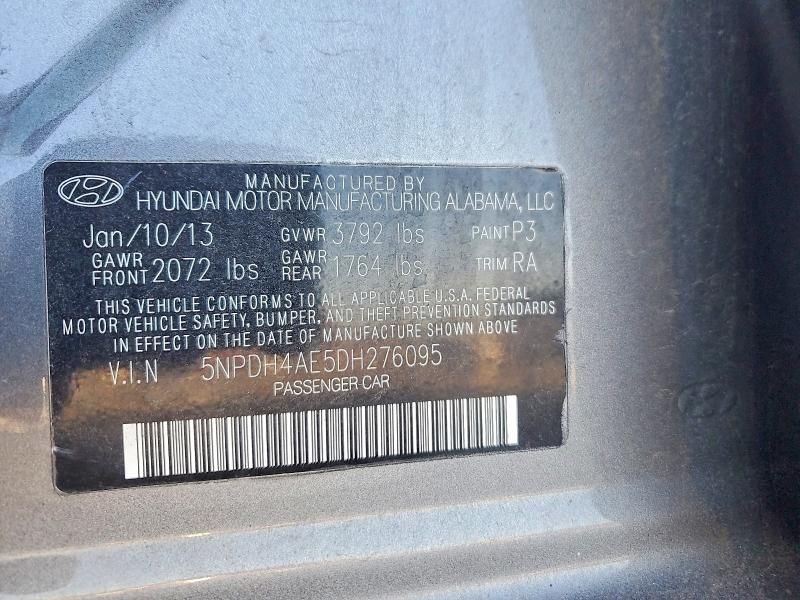 MANUFACTURED BY
HYUNDAI MOTOR MANUFACTURING ALABAMA, LLC
Jan/10/13 GVWR 3792 lbs PAINT P3
GAWR FRONT 2072 lbs GAWR REAR 1764 lbs TRIM RA
THIS VEHICLE CONFORMS TO ALL APPLICABLE U.S.A. FEDERAL
MOTOR VEHICLE SAFETY, BUMPER, AND THEFT PREVENTION STANDARDS
IN EFFECT ON THE DATE OF MANUFACTURE SHOWN ABOVE
V.I.N 5NPDH4AE5DH276095
PASSENGER CAR